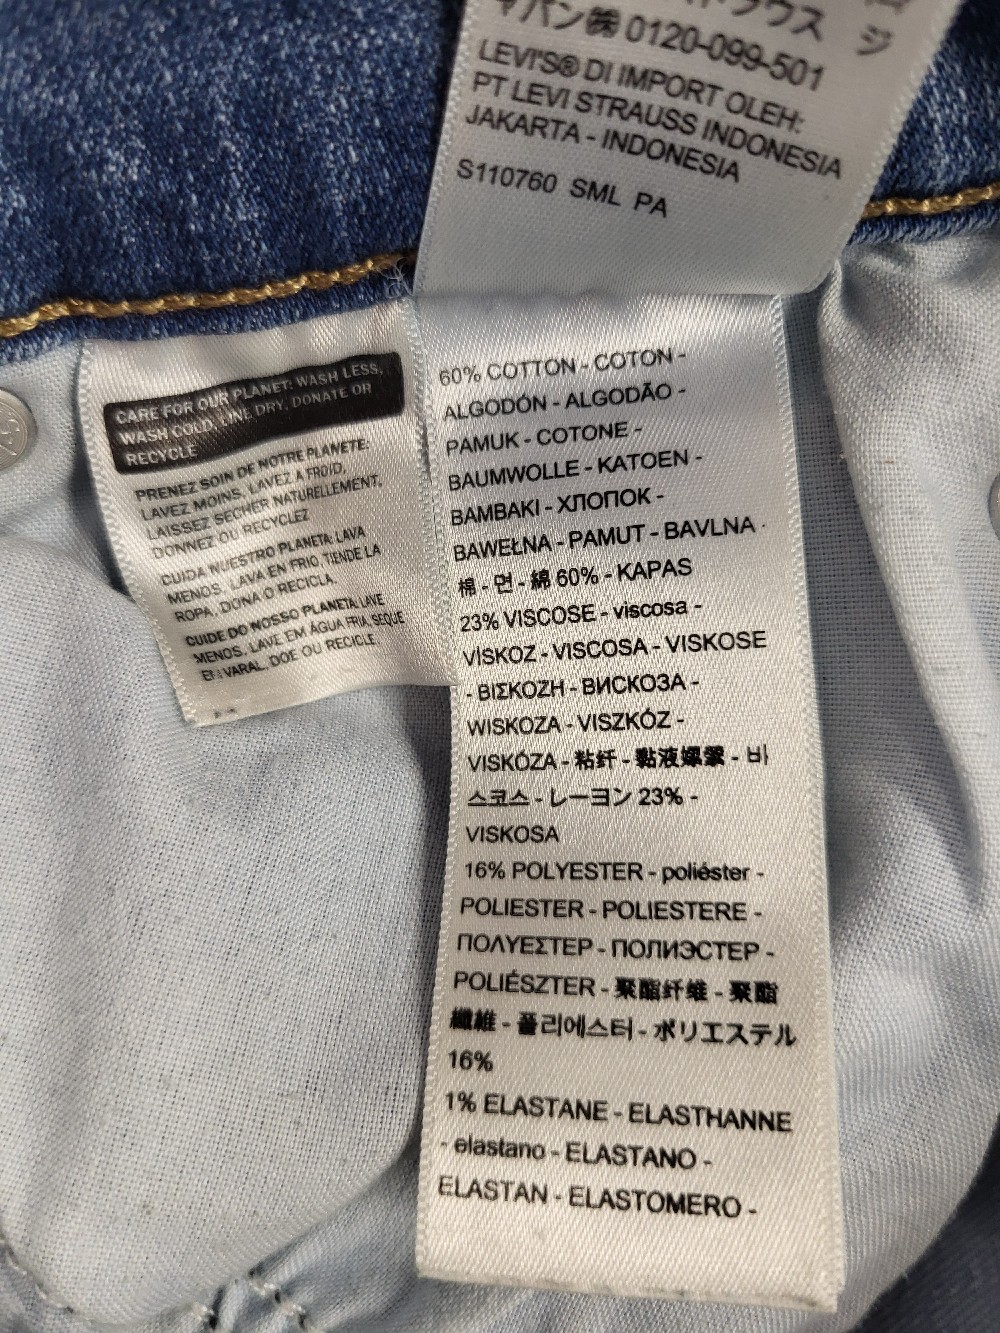 ャパン㈱ 0120-099-501
ジ
LEVI'S® DI IMPORT OLEH:
PT LEVI STRAUSS INDONESIA
JAKARTA - INDONESIA
S110760 SML PA
CARE FOR OUR PLANET: WASH LESS,
WASH COLD, LINE DRY, DONATE OR
RECYCLE
PRENEZ SOIN DE NOTRE PLANETE:
LAVEZ MOINS, LAVEZ A FROID,
LAISSEZ SECHER NATURELLEMENT,
DONNEZ OU RECYCLEZ
CUIDA NUESTRO PLANETA: LAVA
MENOS, LAVA EN FRIO, TIENDE LA
ROPA, DONA O RECICLA.
CUIDE DO NOSSO PLANETA: LAVE
MENOS, LAVE EM ÁGUA FRIA, SEQUE
EM VARAL, DOE OU RECICLE.
60% COTTON - COTON -
ALGODÓN - ALGODÃO -
PAMUK - COTONE -
BAUMWOLLE - KATOEN -
BAMBAKI - ХЛОПОК -
BAWEŁNA - PAMUT - BAVLNA -
棉 - 면 - 綿 60% - KAPAS
23% VISCOSE - viscosa -
VİSKOZ - VISCOSA - VISKOSE
- ΒΙΣΚΟΖΗ - ВИСКОЗА -
WISKOZA - VISZKÓZ -
VISKÓZA - 粘纤 - 黏液嫘縈 - 비
스코스 - レーヨン 23% -
VISKOSA
16% POLYESTER - poliéster -
POLIESTER - POLIESTERE -
ΠΟΛΥΕΣΤΕΡ - ПОЛИЭСТЕР -
POLIÉSZTER - 聚酯纤维 - 聚酯
纖維 - 폴리에스터 - ポリエステル
16%
1% ELASTANE - ELASTHANNE
- elastano - ELASTANO -
ELASTAN - ELASTOMERO -